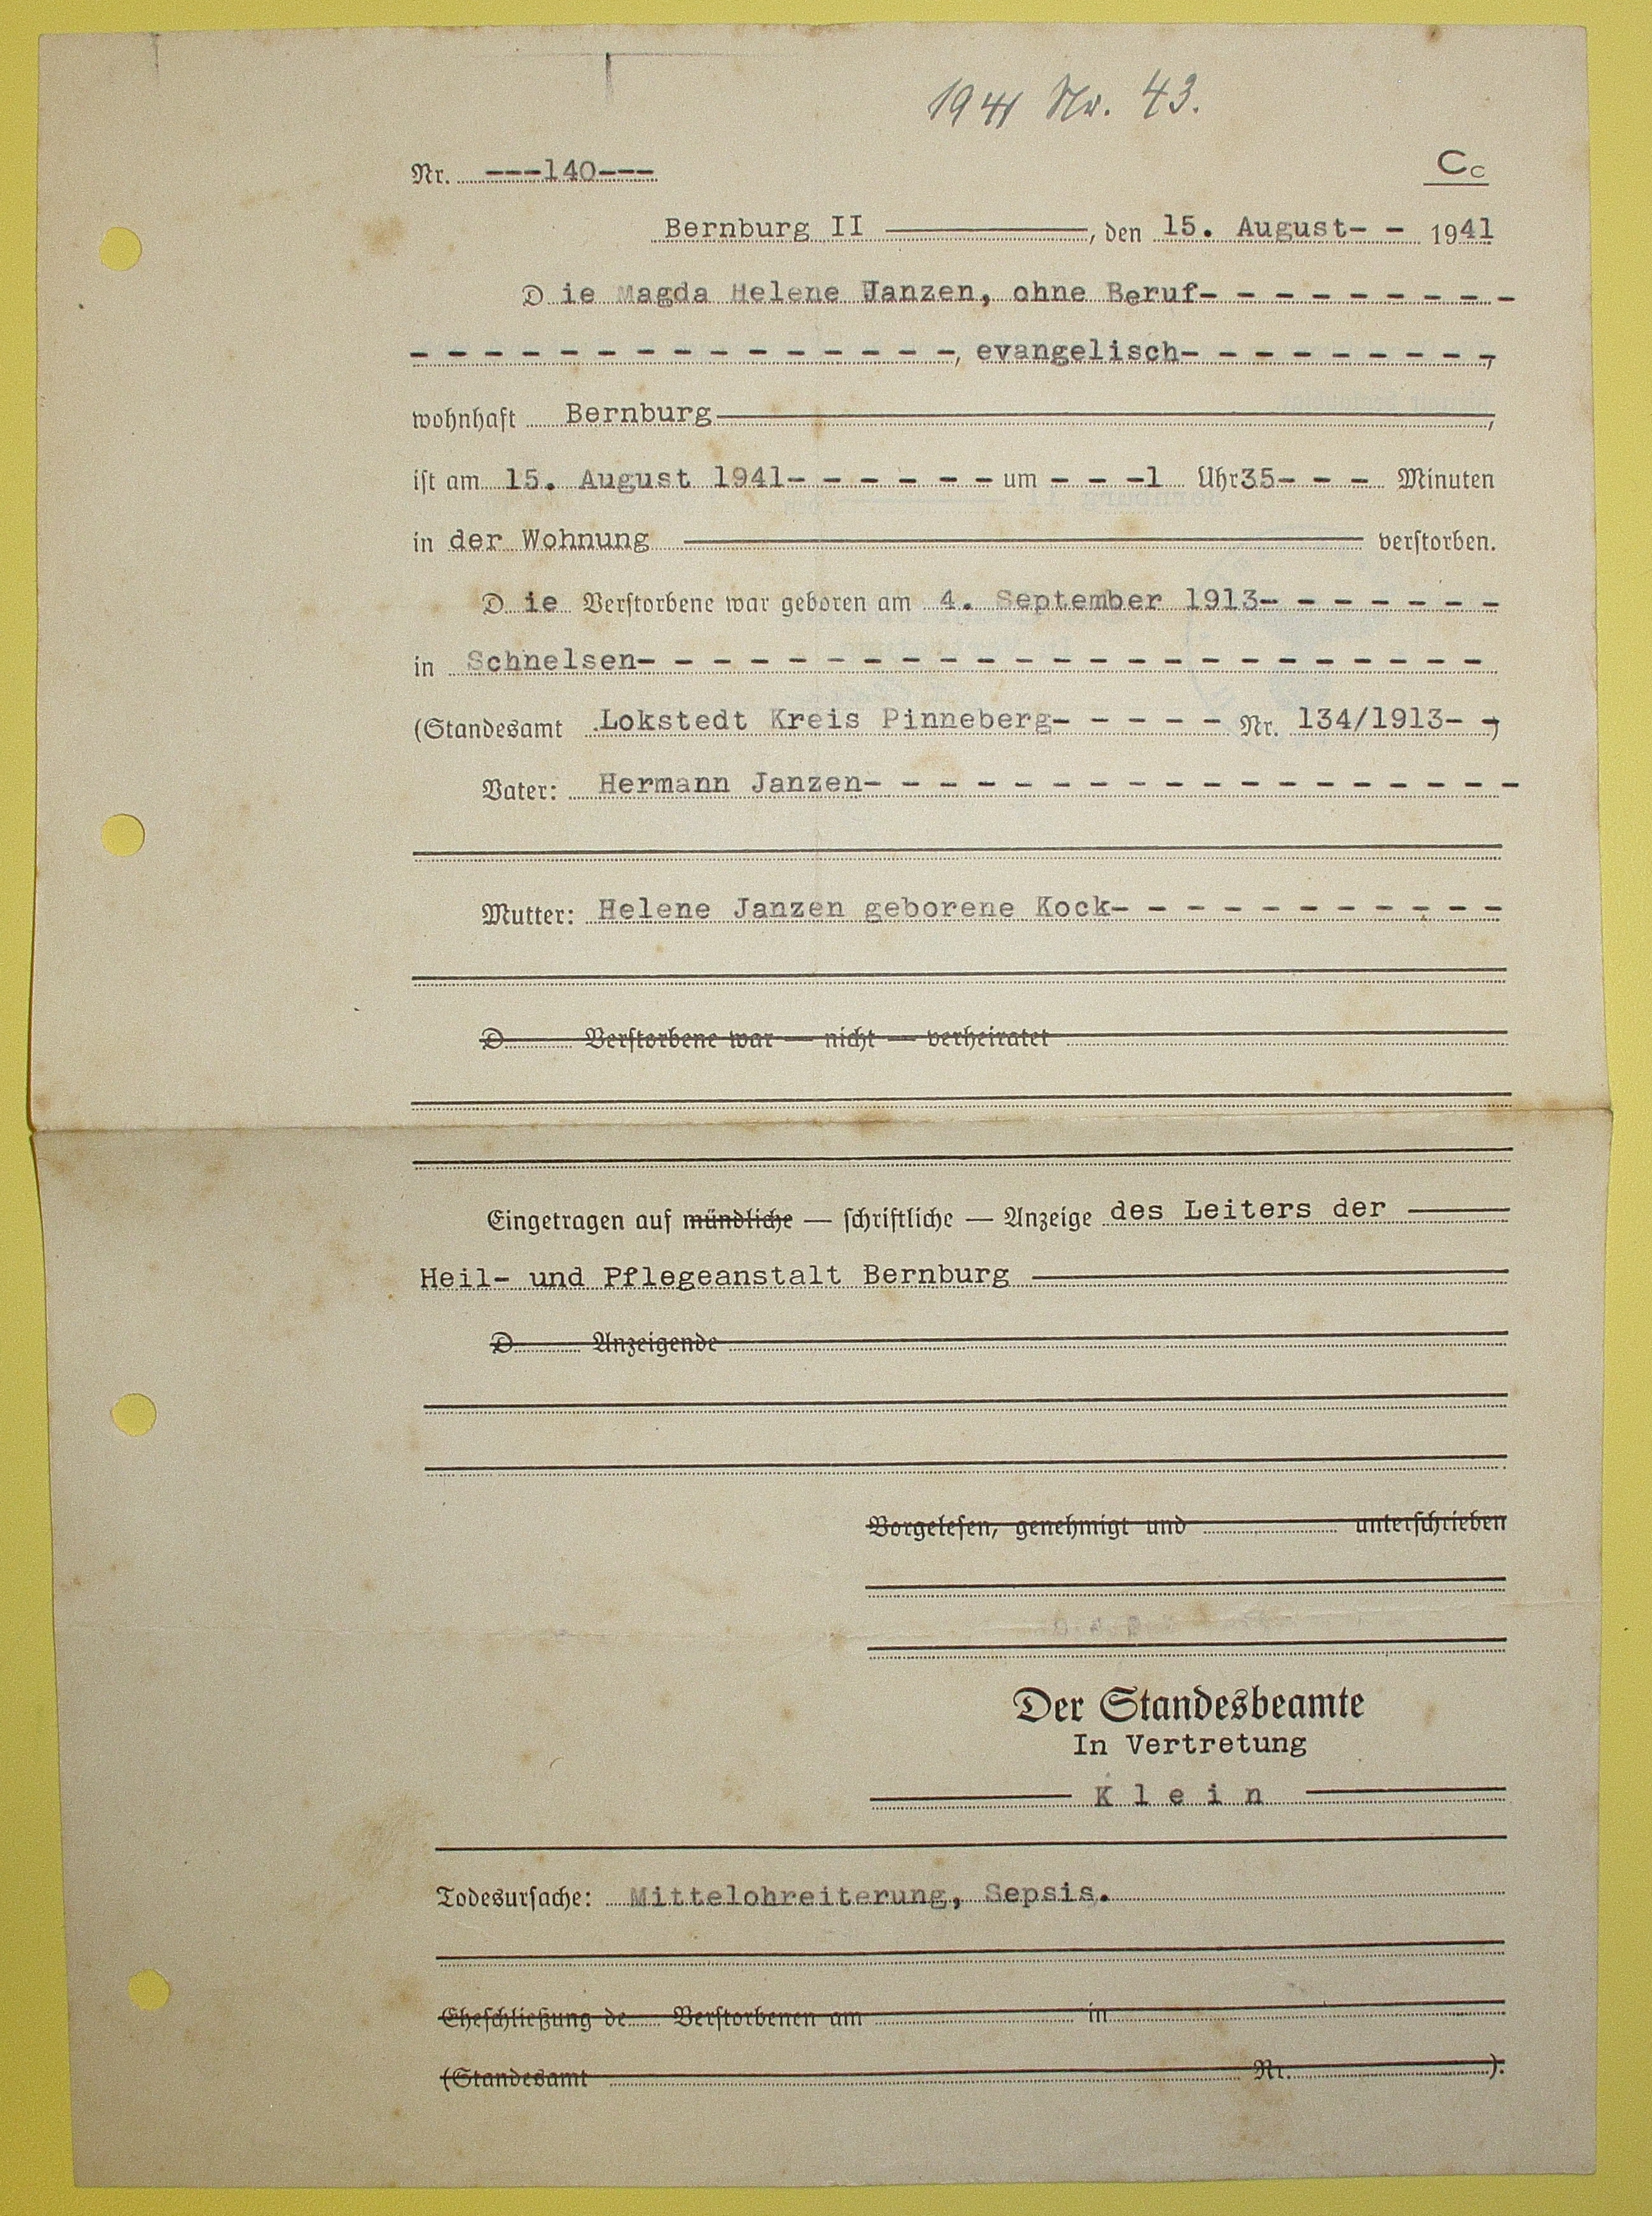 1941 Nr. 43.
Nr. ---140---
Cc
Bernburg II, den 15. August- - 1941
Die Magda Helene Janzen, ohne Beruf- - - - - - - - -
- - - - - - - - - - - - - - -, evangelisch- - - - - - - - -,
wohnhaft Bernburg,
ist am 15. August 1941- - - - - - um - - -1 Uhr 35- - - Minuten
in der Wohnung verstorben.
Die Verstorbene war geboren am 4. September 1913- - - - - - -
in Schnelsen- - - - - - - - - - - - - - - - - - - - - - -
(Standesamt Lokstedt Kreis Pinneberg- - - - - Nr. 134/1913- -)
Vater: Hermann Janzen- - - - - - - - - - - - - - - - - -
Mutter: Helene Janzen geborene Kock- - - - - - - - - - -
D Verstorbene war — nicht — verheiratet
Eingetragen auf mündliche — schriftliche — Anzeige des Leiters der
Heil- und Pflegeanstalt Bernburg
D Anzeigende
Vorgelesen, genehmigt und unterschrieben
Der Standesbeamte
In Vertretung
K l e i n
Todesursache: Mittelohreiterung, Sepsis.
Eheschließung de Verstorbenen am in
(Standesamt Nr. ).